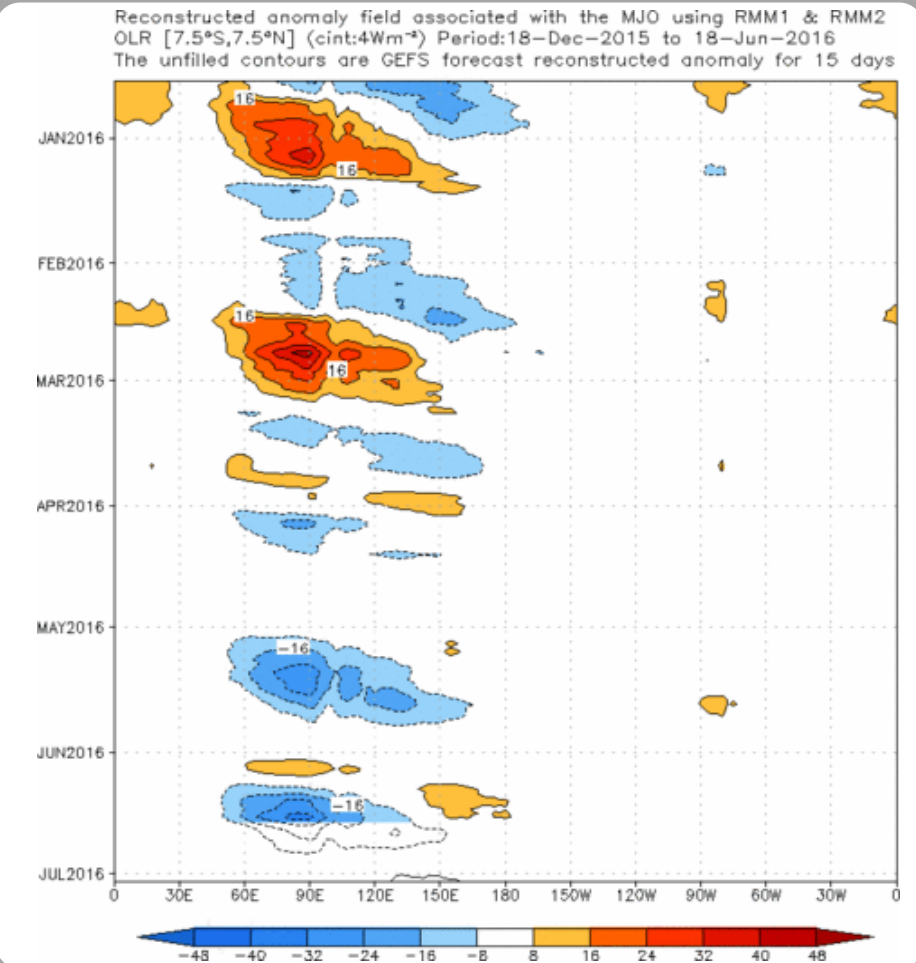 Reconstructed anomaly field associated with the MJO using RMM1 & RMM2
OLR [7.5°S,7.5°N] (cint:4Wm⁻²) Period:18-Dec-2015 to 18-Jun-2016
The unfilled contours are GEFS forecast reconstructed anomaly for 15 days
16
JAN2016
16
FEB2016
16
16
MAR2016
APR2016
MAY2016
-16
JUN2016
-16
JUL2016
0 30E 60E 90E 120E 150E 180 150W 120W 90W 60W 30W 0
-48 -40 -32 -24 -16 -8 8 16 24 32 40 48